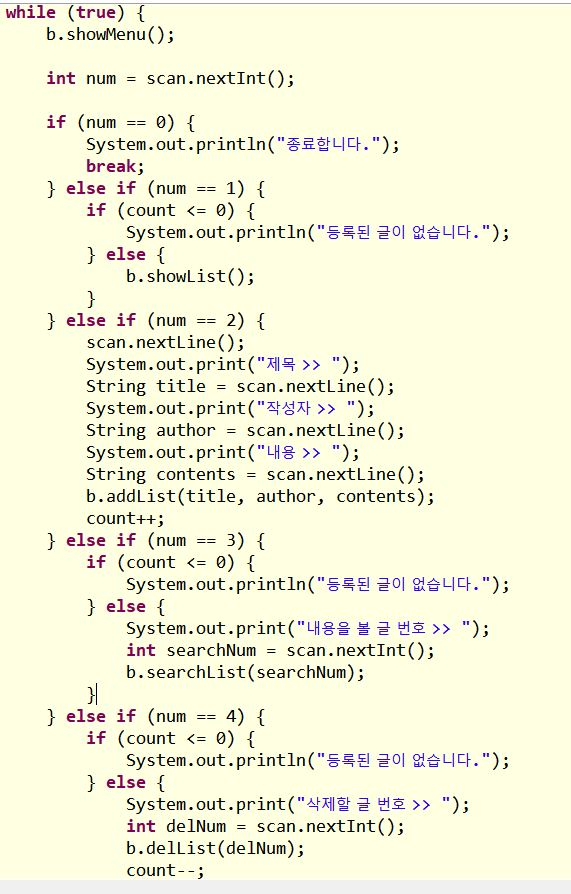 while (true) {
    b.showMenu();

    int num = scan.nextInt();

    if (num == 0) {
        System.out.println("종료합니다.");
        break;
    } else if (num == 1) {
        if (count <= 0) {
            System.out.println("등록된 글이 없습니다.");
        } else {
            b.showList();
        }
    } else if (num == 2) {
        scan.nextLine();
        System.out.print("제목 >> ");
        String title = scan.nextLine();
        System.out.print("작성자 >> ");
        String author = scan.nextLine();
        System.out.print("내용 >> ");
        String contents = scan.nextLine();
        b.addList(title, author, contents);
        count++;
    } else if (num == 3) {
        if (count <= 0) {
            System.out.println("등록된 글이 없습니다.");
        } else {
            System.out.print("내용을 볼 글 번호 >> ");
            int searchNum = scan.nextInt();
            b.searchList(searchNum);
        }
    } else if (num == 4) {
        if (count <= 0) {
            System.out.println("등록된 글이 없습니다.");
        } else {
            System.out.print("삭제할 글 번호 >> ");
            int delNum = scan.nextInt();
            b.delList(delNum);
            count--;